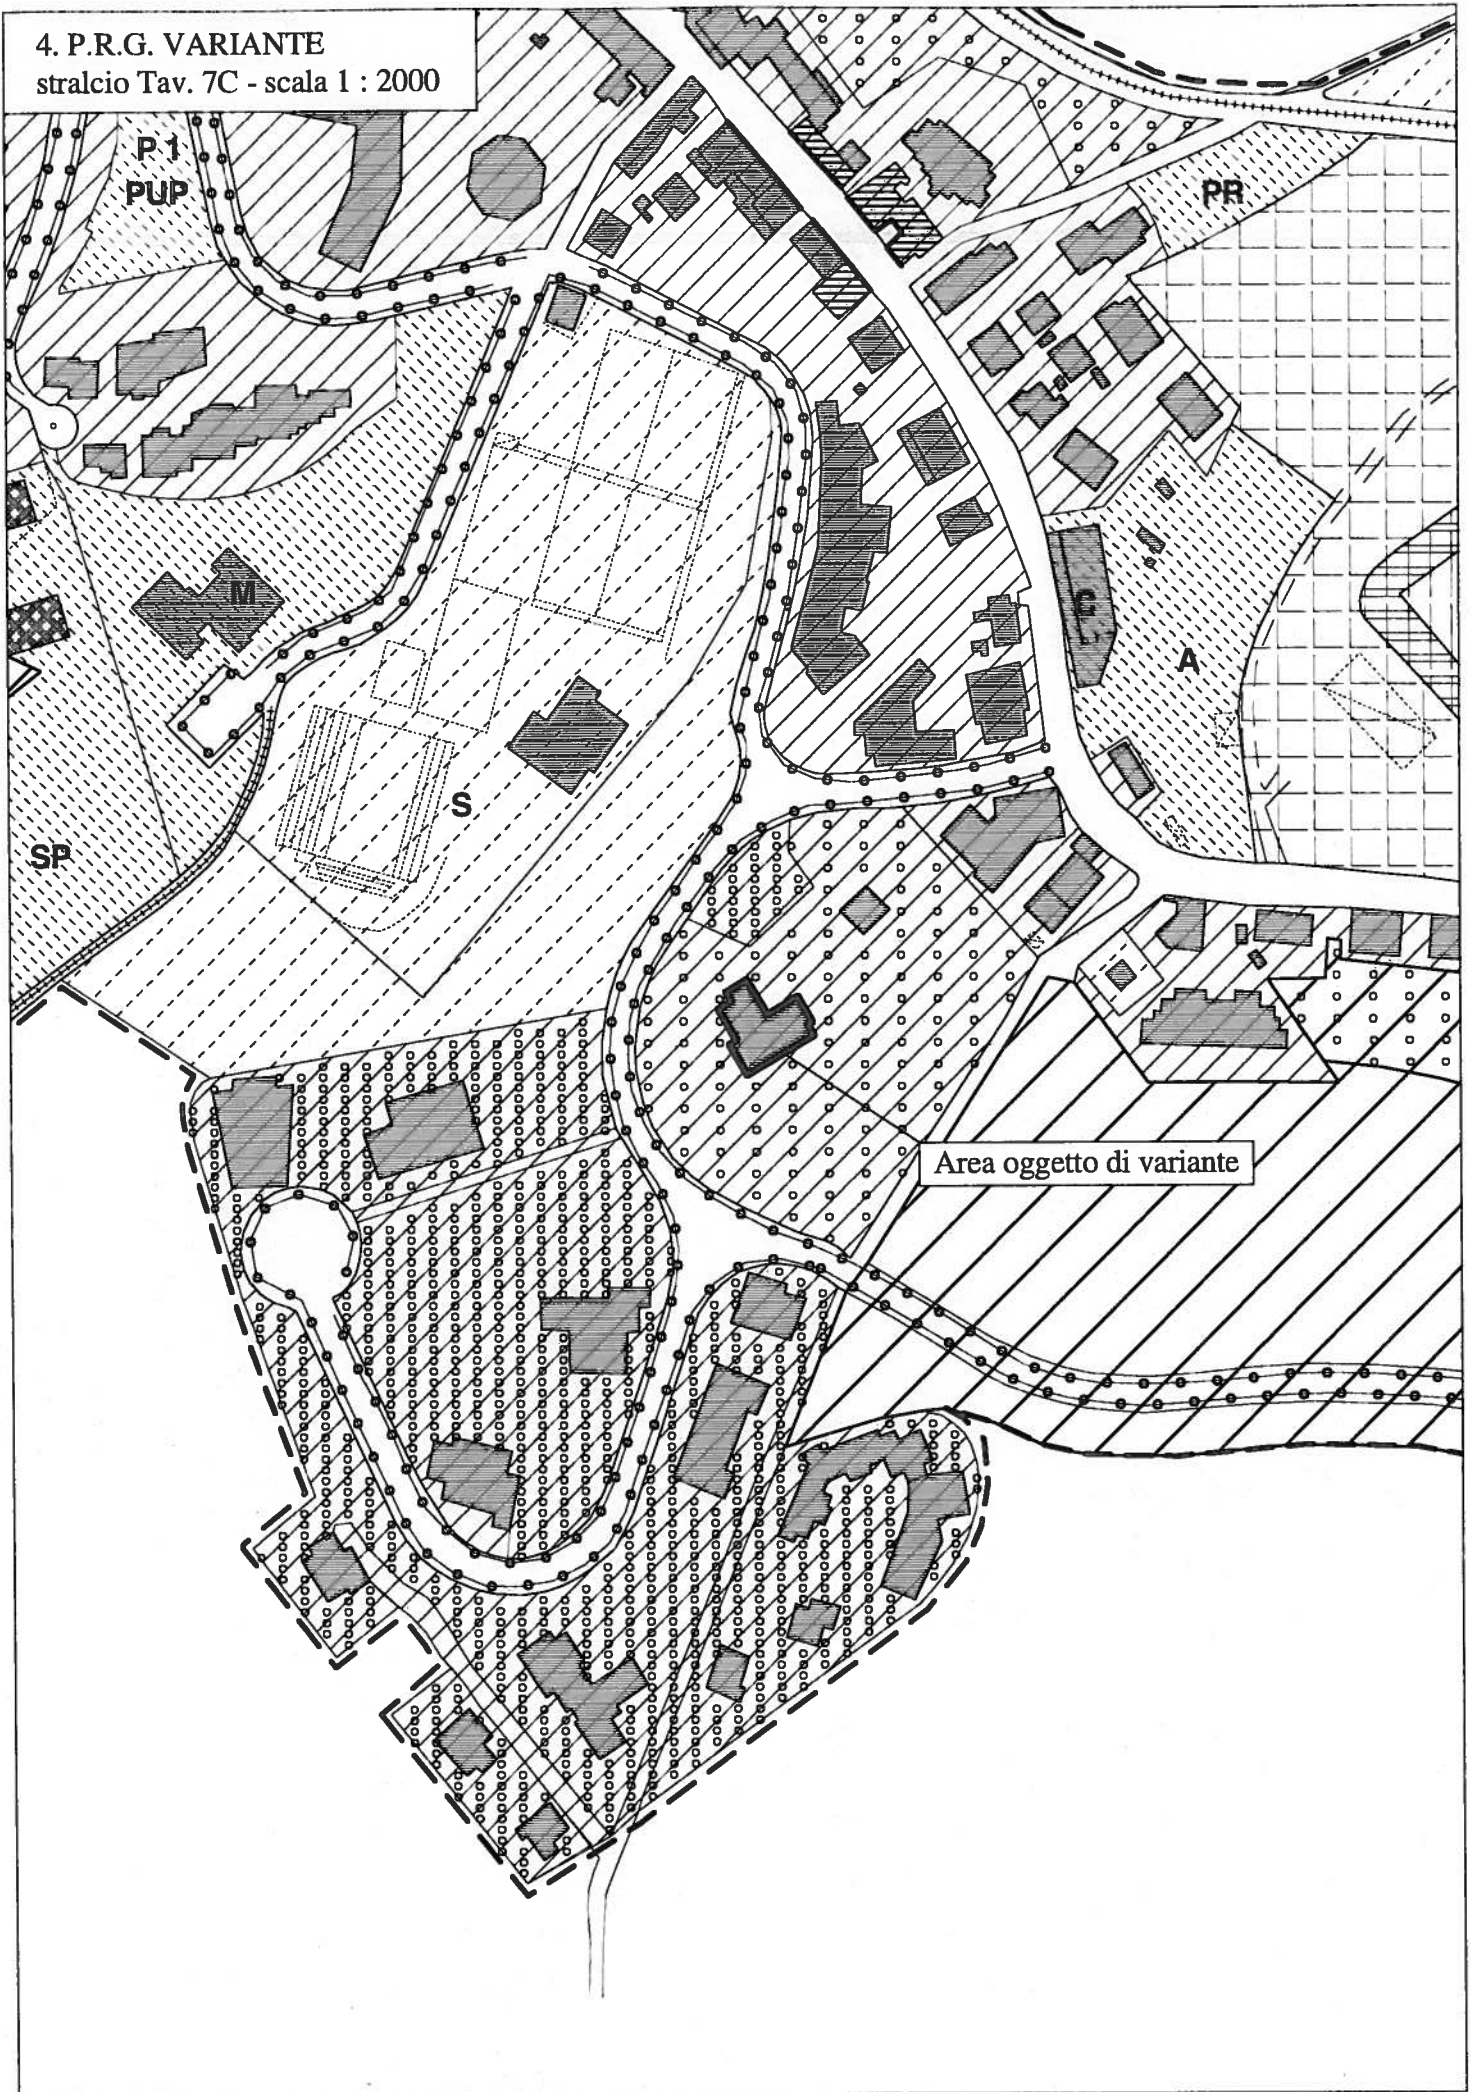 4. P.R.G. VARIANTE
stralcio Tav. 7C - scala 1 : 2000
P 1
PUP
PR
M
C
A
S
SP
Area oggetto di variante